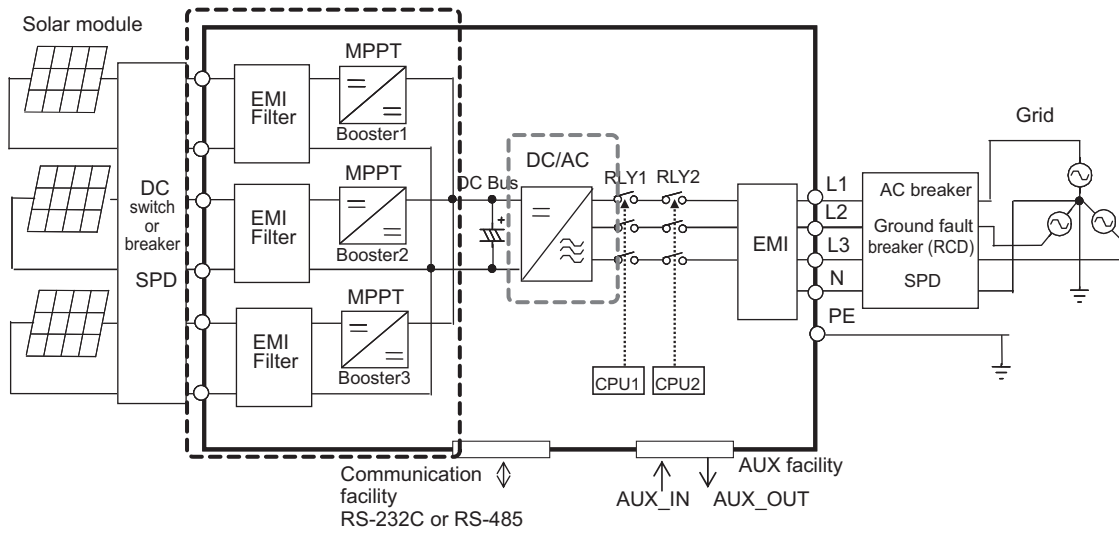 Solar module
DC
switch
or
breaker
SPD
EMI
Filter
MPPT
Booster1
EMI
Filter
MPPT
Booster2
EMI
Filter
MPPT
Booster3
DC Bus
+
DC/AC
RLY1
RLY2
CPU1
CPU2
EMI
L1
L2
L3
N
PE
AC breaker
Ground fault
breaker (RCD)
SPD
Grid
Communication
facility
RS-232C or RS-485
AUX facility
AUX_IN
AUX_OUT